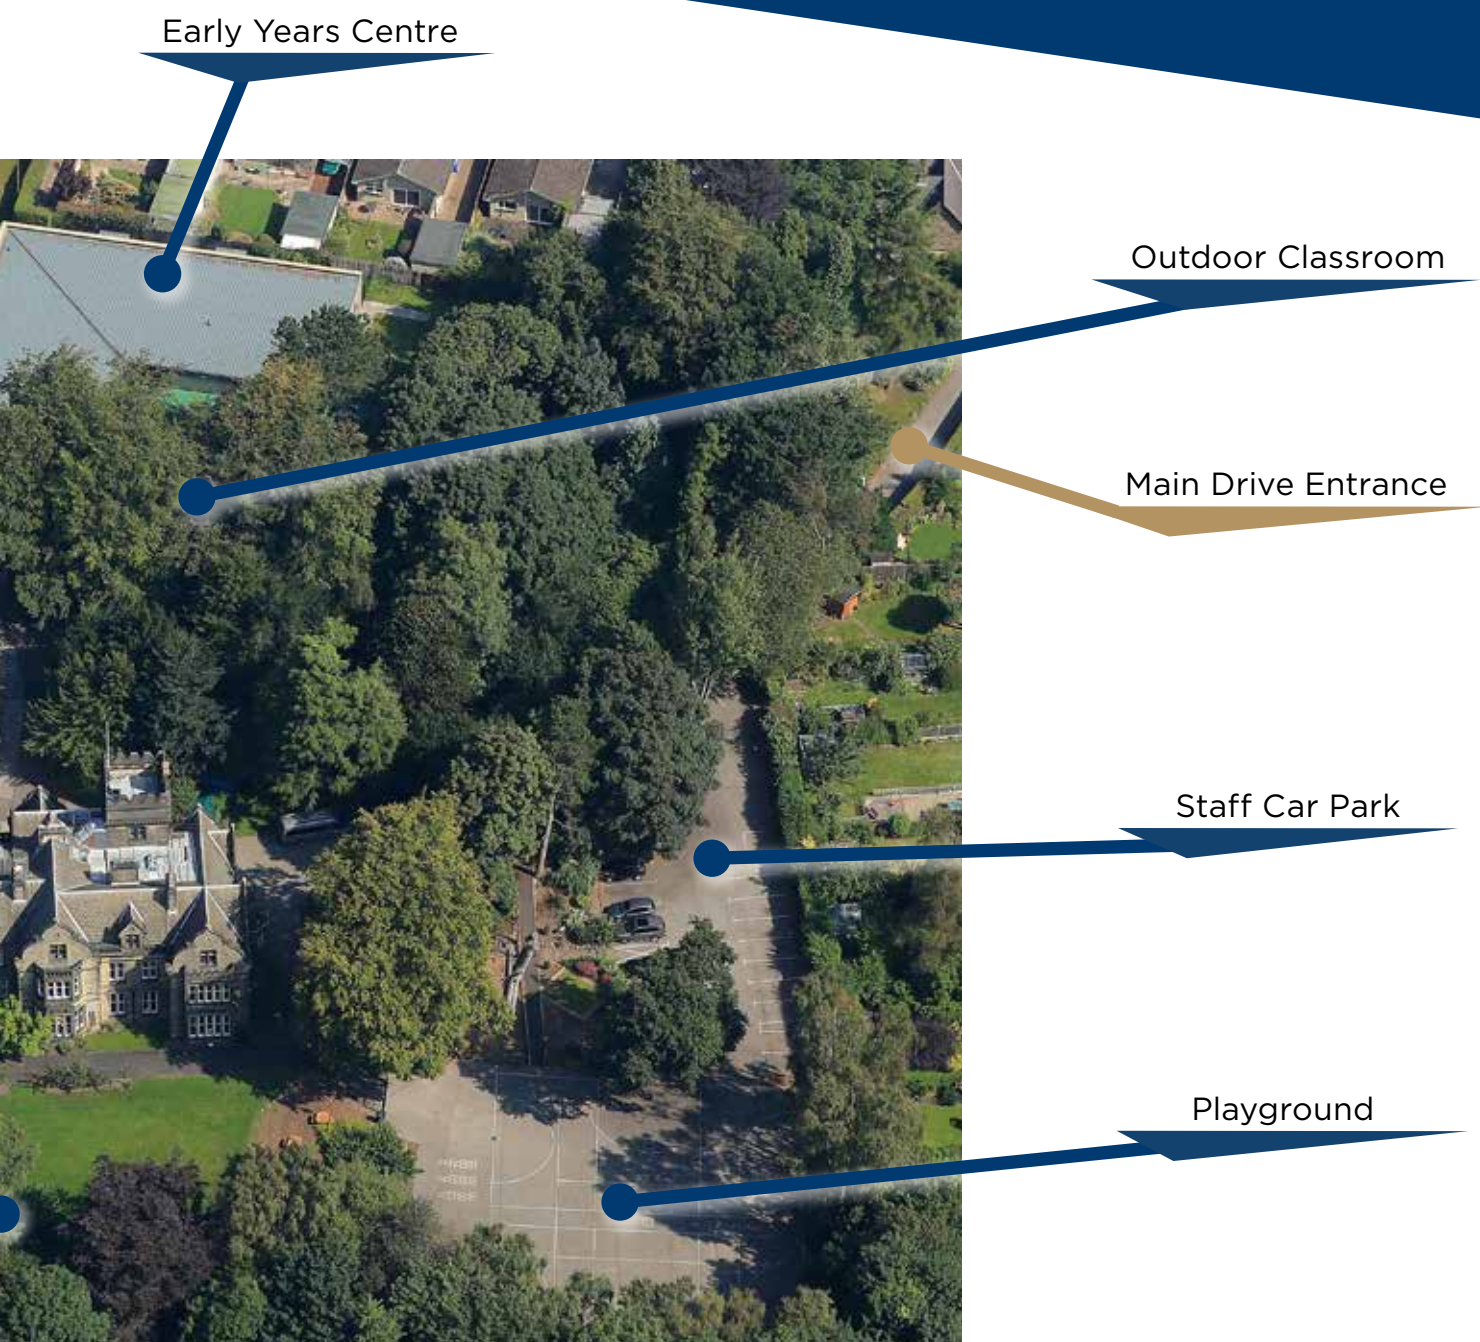 Early Years Centre
Outdoor Classroom
Main Drive Entrance
Staff Car Park
Playground